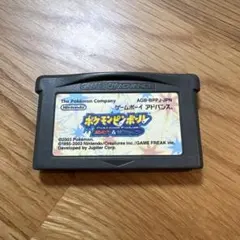 The Pokémon Company
AGB-BPPJ-JPN
Nintendo
ゲームボーイ アドバンス
ポケモンピンボール
©2003 Pokémon.
©1995-2003 Nintendo/Creatures inc./GAME FREAK inc.
Developed by Jupiter Corp.